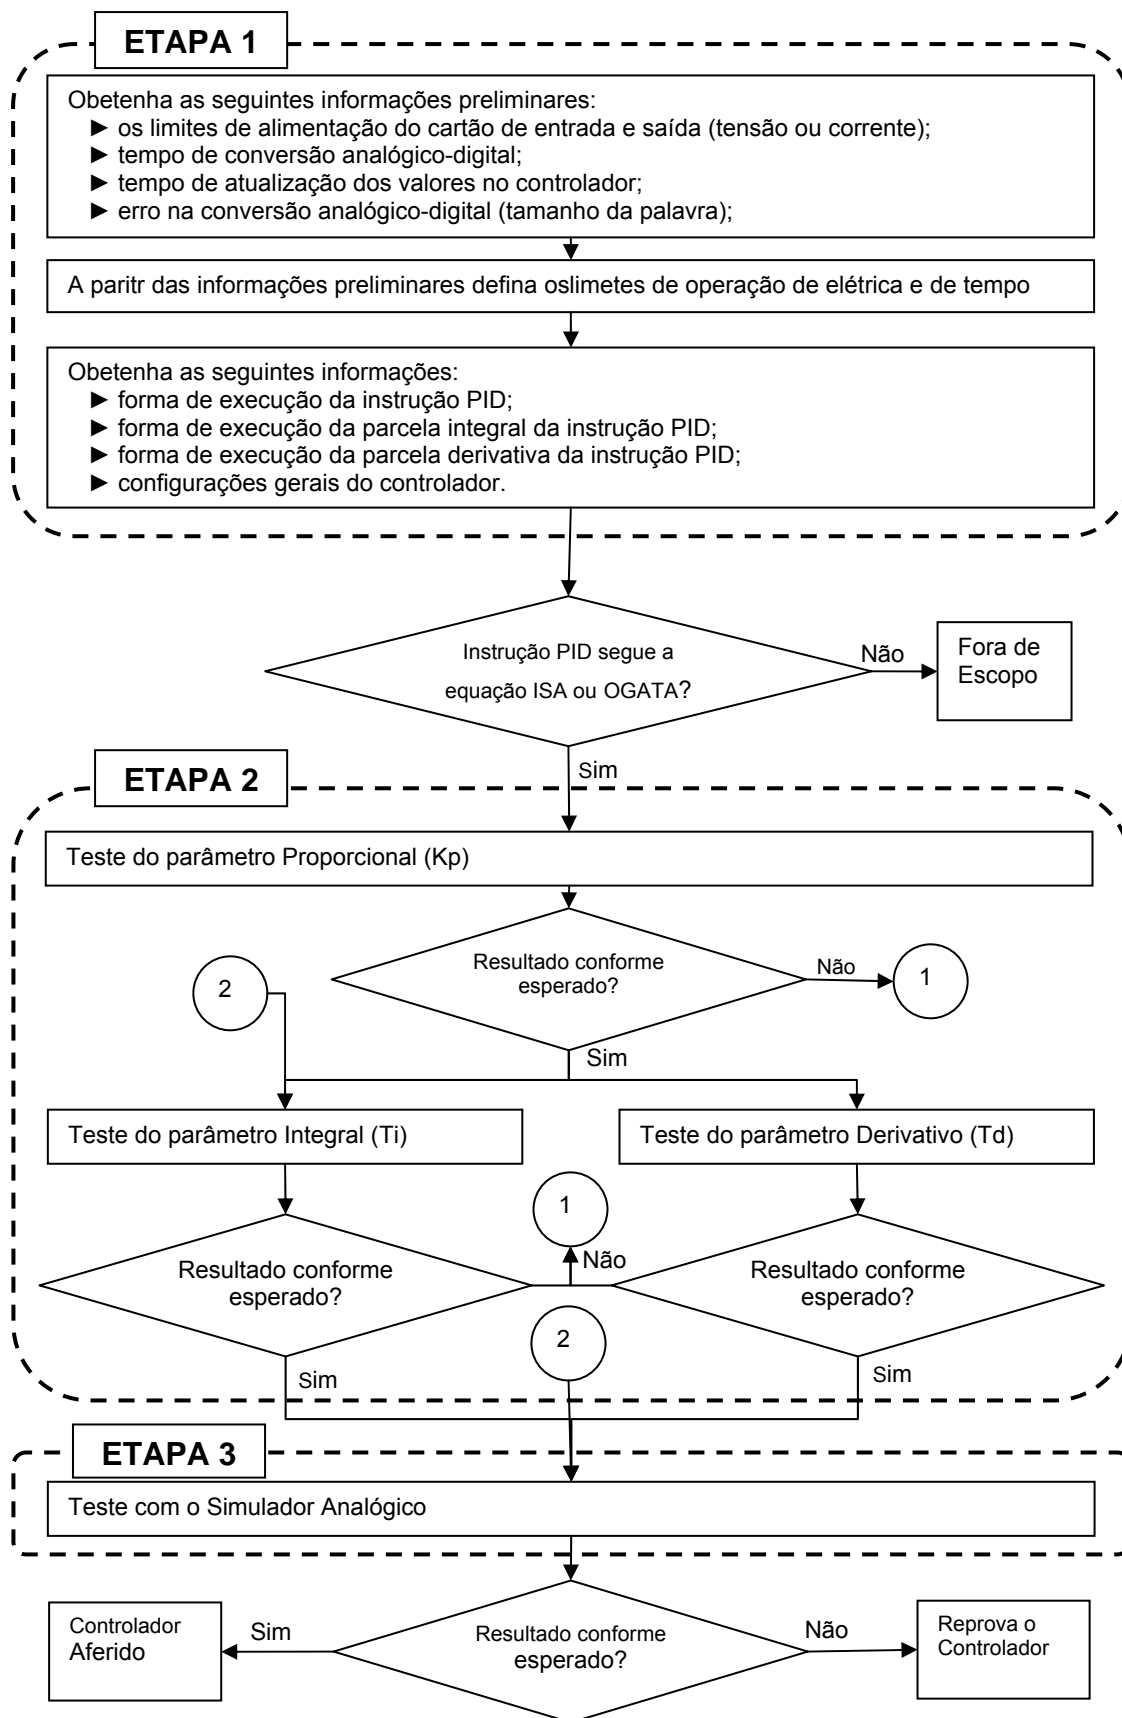 ETAPA 1
Obetenha as seguintes informações preliminares:
► os limites de alimentação do cartão de entrada e saída (tensão ou corrente);
► tempo de conversão analógico-digital;
► tempo de atualização dos valores no controlador;
► erro na conversão analógico-digital (tamanho da palavra);
A paritr das informações preliminares defina oslimetes de operação de elétrica e de tempo
Obetenha as seguintes informações:
► forma de execução da instrução PID;
► forma de execução da parcela integral da instrução PID;
► forma de execução da parcela derivativa da instrução PID;
► configurações gerais do controlador.
Instrução PID segue a
equação ISA ou OGATA?
Não
Fora de
Escopo
Sim
ETAPA 2
Teste do parâmetro Proporcional (Kp)
Resultado conforme
esperado?
Não
1
2
Sim
Teste do parâmetro Integral (Ti)
Teste do parâmetro Derivativo (Td)
1
Resultado conforme
esperado?
Não
Resultado conforme
esperado?
2
Sim
Sim
ETAPA 3
Teste com o Simulador Analógico
Controlador
Aferido
Sim
Resultado conforme
esperado?
Não
Reprova o
Controlador